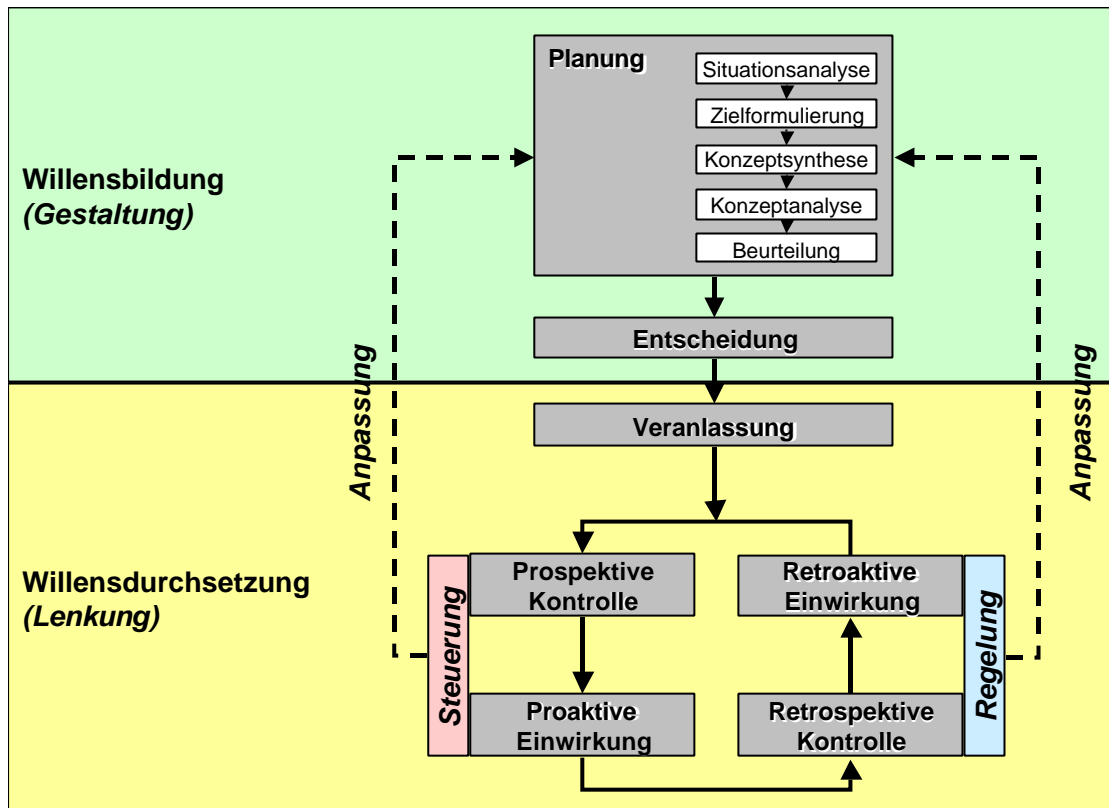 Planung
Situationsanalyse
Zielformulierung
Konzeptsynthese
Konzeptanalyse
Beurteilung
Willensbildung
(Gestaltung)
Entscheidung
Anpassung
Anpassung
Veranlassung
Willensdurchsetzung
(Lenkung)
Steuerung
Prospektive
Kontrolle
Retroaktive
Einwirkung
Regelung
Proaktive
Einwirkung
Retrospektive
Kontrolle